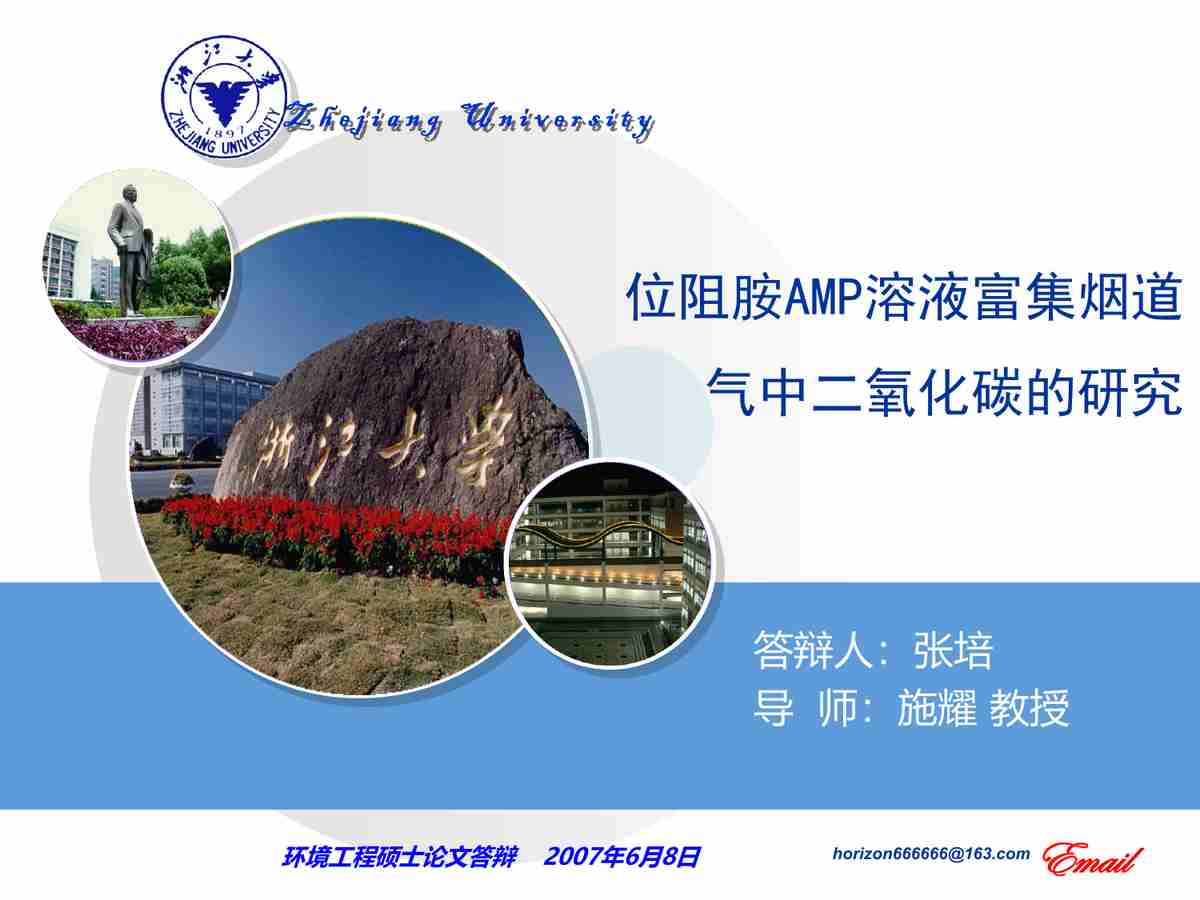 浙江大学
ZHEJIANG UNIVERSITY
1897
Zhejiang University
位阻胺AMP溶液富集烟道
气中二氧化碳的研究
浙江大学
答辩人：张培
导 师：施耀 教授
环境工程硕士论文答辩 2007年6月8日
horizon666666@163.com
Email